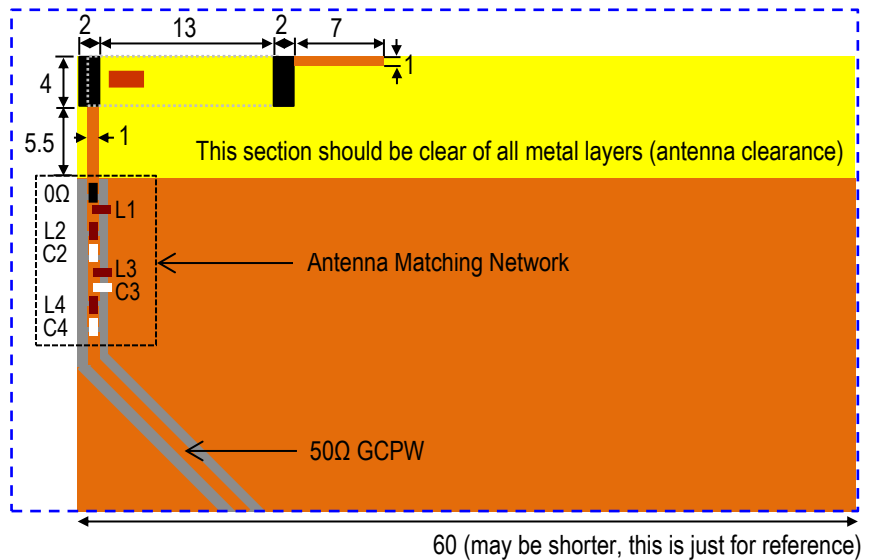 2 13 2 7
4
1
5.5
1
This section should be clear of all metal layers (antenna clearance)
0Ω
L1
L2
C2
Antenna Matching Network
L3
C3
L4
C4
50Ω GCPW
60 (may be shorter, this is just for reference)